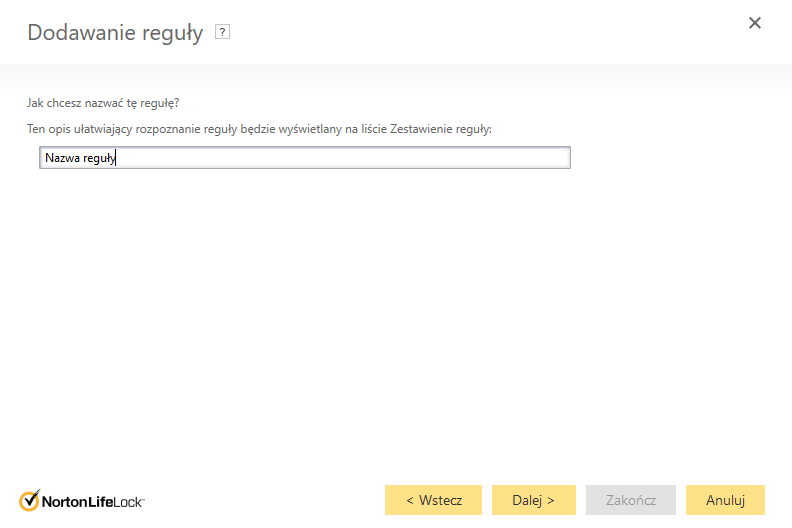 Dodawanie reguły ?
Jak chcesz nazwać tę regułę?
Ten opis ułatwiający rozpoznanie reguły będzie wyświetlany na liście Zestawienie reguły:
Nazwa reguły
NortonLifeLock
< Wstecz Dalej > Zakończ Anuluj